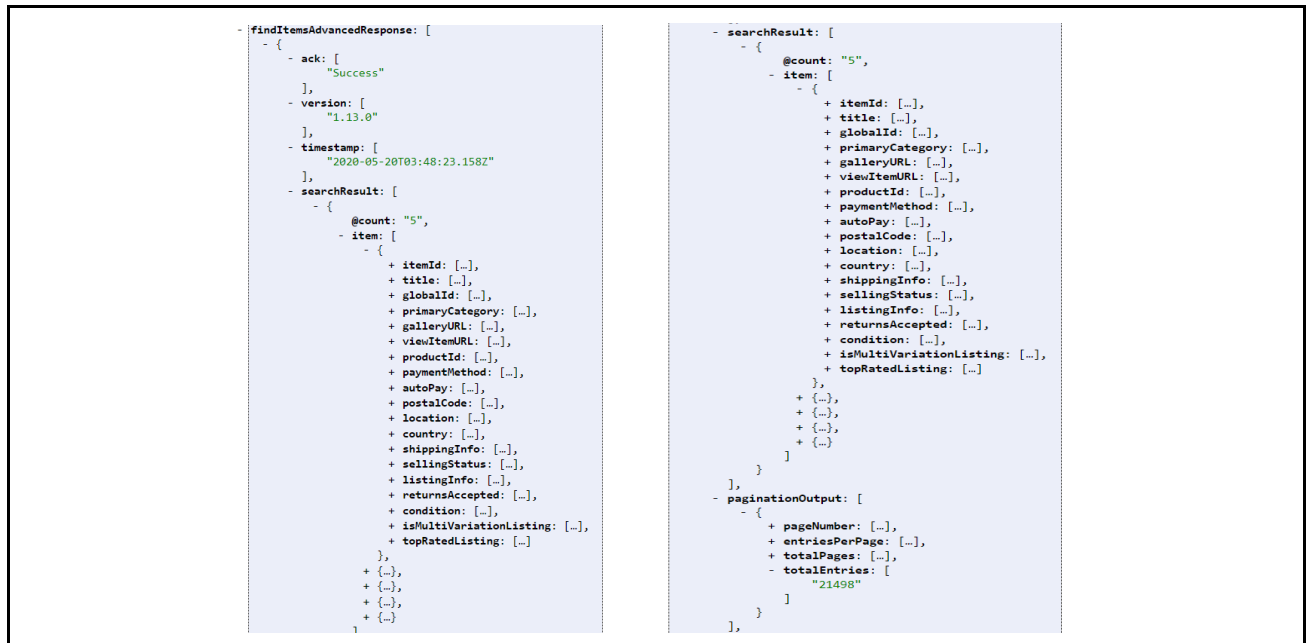 - findItemsAdvancedResponse: [
- {
- ack: [
"Success"
],
- version: [
"1.13.0"
],
- timestamp: [
"2020-05-20T03:48:23.158Z"
],
- searchResult: [
- {
@count: "5",
- item: [
- {
+ itemId: […],
+ title: […],
+ globalId: […],
+ primaryCategory: […],
+ galleryURL: […],
+ viewItemURL: […],
+ productId: […],
+ paymentMethod: […],
+ autoPay: […],
+ postalCode: […],
+ location: […],
+ country: […],
+ shippingInfo: […],
+ sellingStatus: […],
+ listingInfo: […],
+ returnsAccepted: […],
+ condition: […],
+ isMultiVariationListing: […],
+ topRatedListing: […]
},
+ {…},
+ {…},
+ {…},
+ {…}
]
- searchResult: [
- {
@count: "5",
- item: [
- {
+ itemId: […],
+ title: […],
+ globalId: […],
+ primaryCategory: […],
+ galleryURL: […],
+ viewItemURL: […],
+ productId: […],
+ paymentMethod: […],
+ autoPay: […],
+ postalCode: […],
+ location: […],
+ country: […],
+ shippingInfo: […],
+ sellingStatus: […],
+ listingInfo: […],
+ returnsAccepted: […],
+ condition: […],
+ isMultiVariationListing: […],
+ topRatedListing: […]
},
+ {…},
+ {…},
+ {…},
+ {…}
]
}
],
- paginationOutput: [
- {
+ pageNumber: […],
+ entriesPerPage: […],
+ totalPages: […],
- totalEntries: [
"21498"
]
}
],